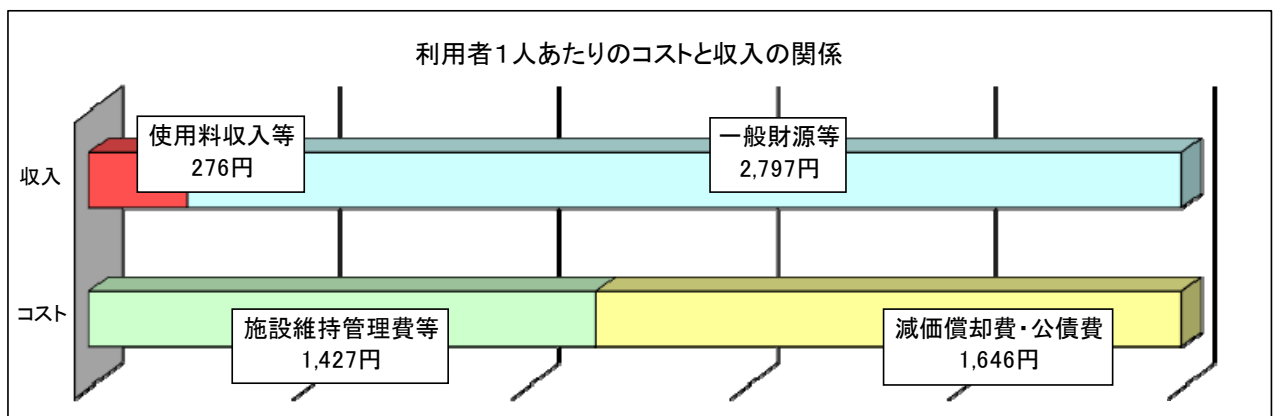 利用者１人あたりのコストと収入の関係
使用料収入等
276円
一般財源等
2,797円
収入
コスト
施設維持管理費等
1,427円
減価償却費・公債費
1,646円